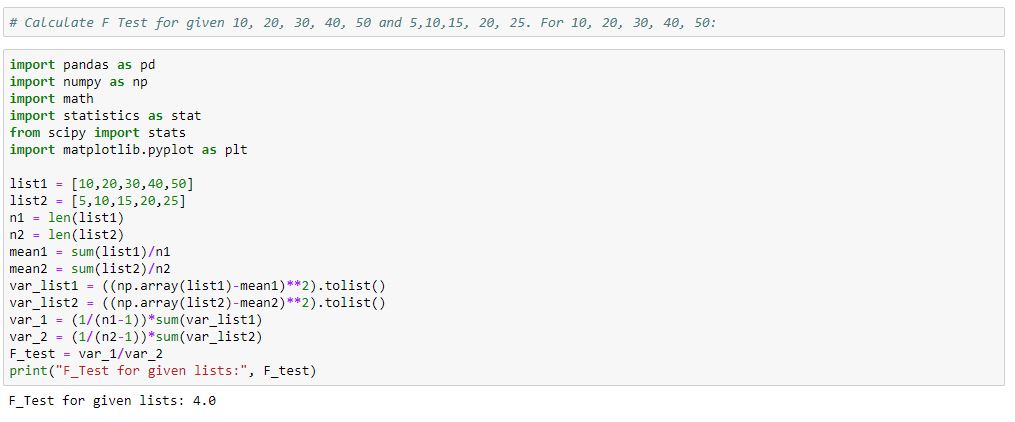 # Calculate F Test for given 10, 20, 30, 40, 50 and 5,10,15, 20, 25. For 10, 20, 30, 40, 50:
import pandas as pd
import numpy as np
import math
import statistics as stat
from scipy import stats
import matplotlib.pyplot as plt
list1 = [10,20,30,40,50]
list2 = [5,10,15,20,25]
n1 = len(list1)
n2 = len(list2)
mean1 = sum(list1)/n1
mean2 = sum(list2)/n2
var_list1 = ((np.array(list1)-mean1)**2).tolist()
var_list2 = ((np.array(list2)-mean2)**2).tolist()
var_1 = (1/(n1-1))*sum(var_list1)
var_2 = (1/(n2-1))*sum(var_list2)
F_test = var_1/var_2
print("F_Test for given lists:", F_test)
F_Test for given lists: 4.0